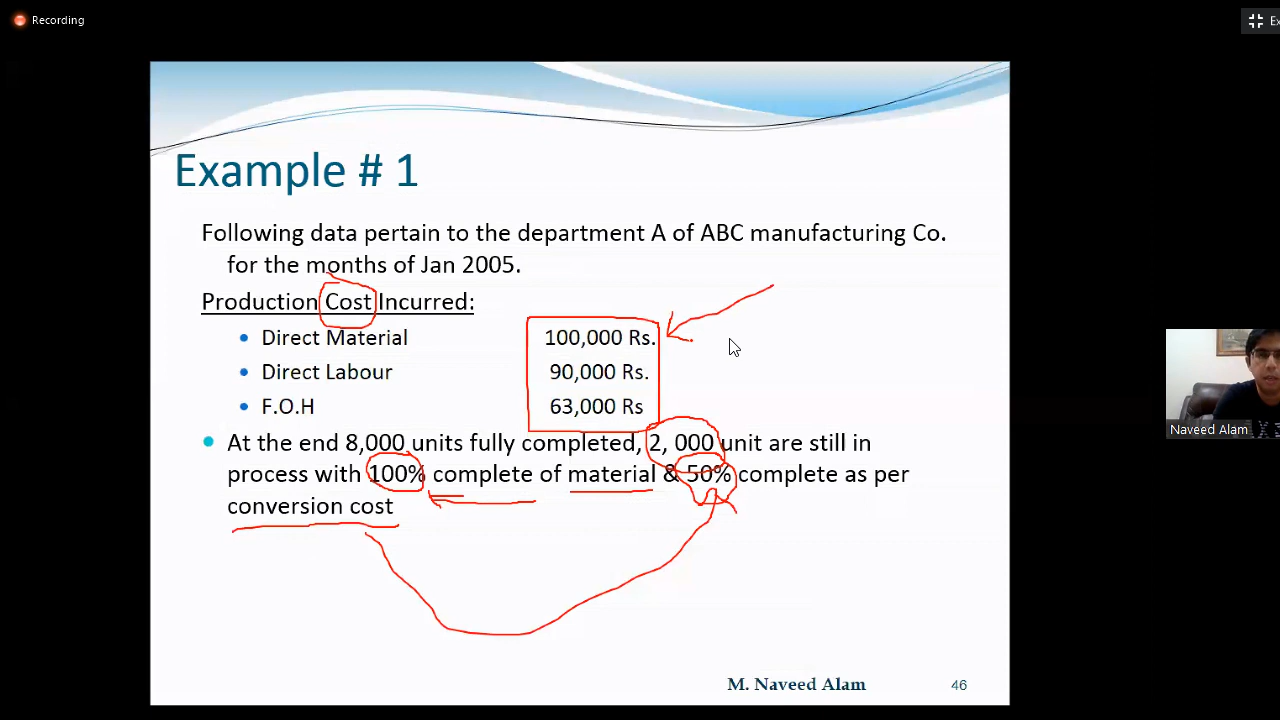 Recording
Ex
Example # 1
Following data pertain to the department A of ABC manufacturing Co.
for the months of Jan 2005.
Production Cost Incurred:
• Direct Material 100,000 Rs.
• Direct Labour 90,000 Rs.
• F.O.H 63,000 Rs
• At the end 8,000 units fully completed, 2, 000 unit are still in
process with 100% complete of material & 50% complete as per
conversion cost
Naveed Alam
M. Naveed Alam 46